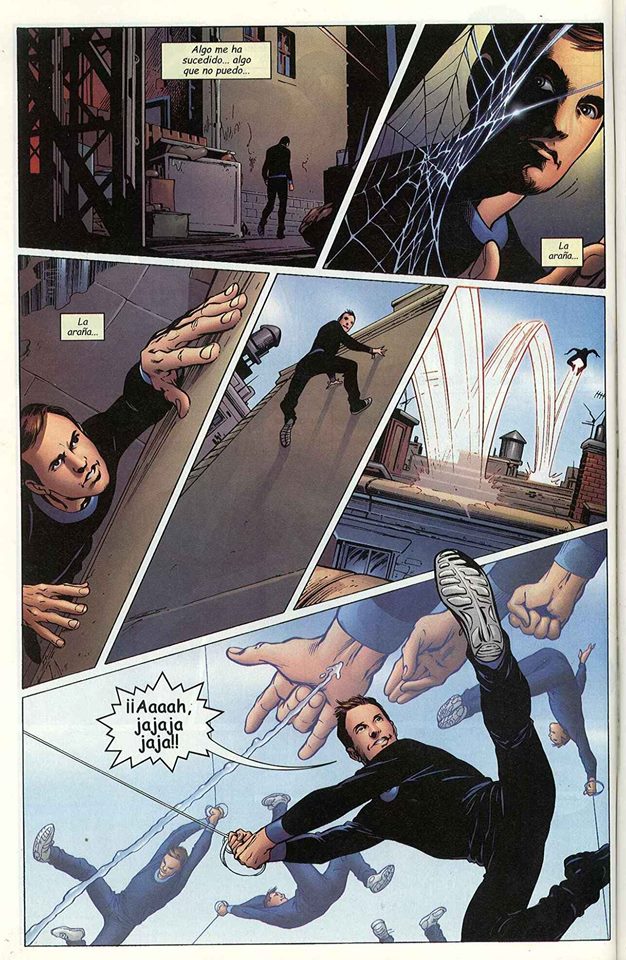 Algo me ha
sucedido... algo
que no puedo...
La
araña...
La
araña...
¡¡Aaaah,
jajaja
jaja!!